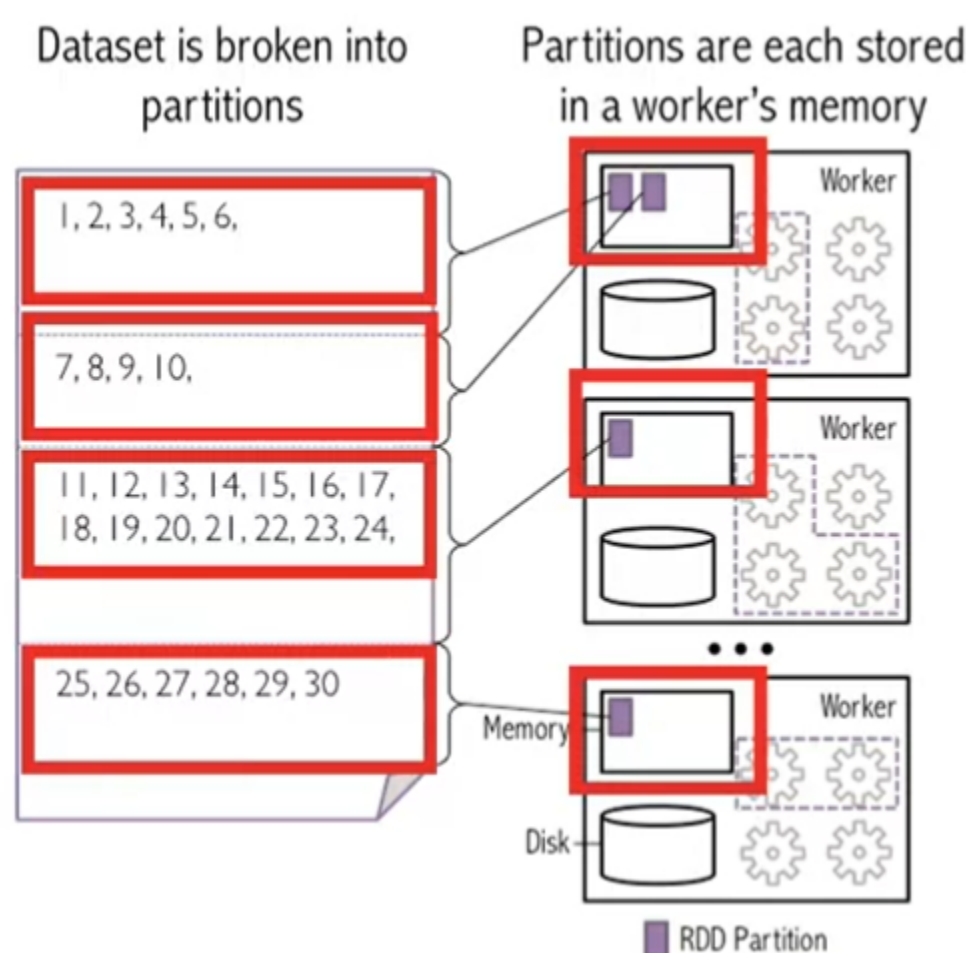 Dataset is broken into
partitions
Partitions are each stored
in a worker's memory
1, 2, 3, 4, 5, 6,
7, 8, 9, 10,
11, 12, 13, 14, 15, 16, 17,
18, 19, 20, 21, 22, 23, 24,
25, 26, 27, 28, 29, 30
Worker
Worker
Worker
Memory
Disk
RDD Partition